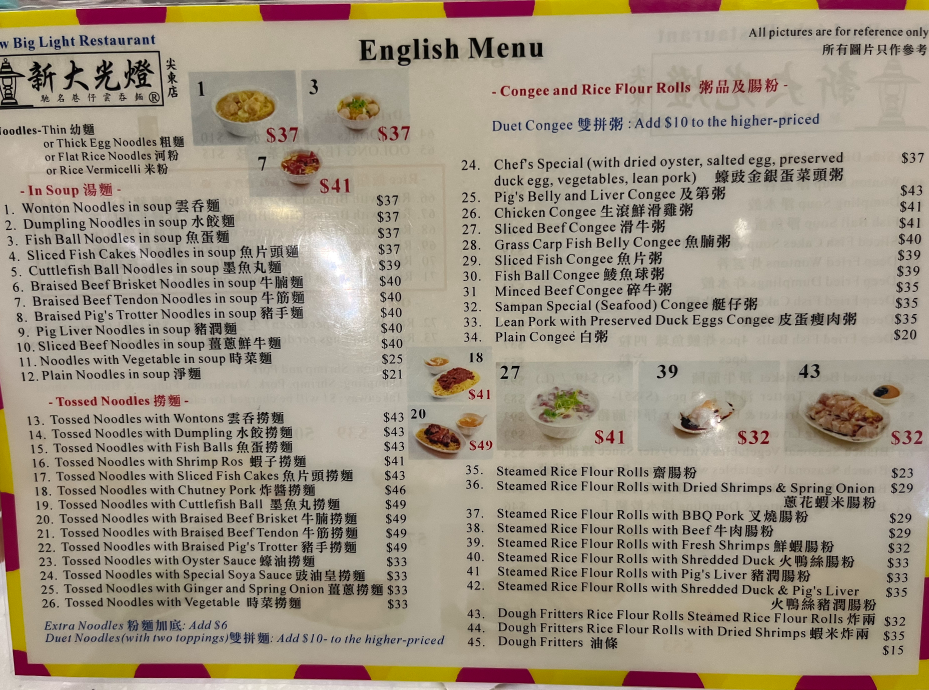 w Big Light Restaurant
新大光燈
馳名巷仔雲吞麵®
尖東店
English Menu
All pictures are for reference only
所有圖片只作參考
1
$37
3
$37
7
$41
oodles-Thin 幼麵
or Thick Egg Noodles 粗麵
or Flat Rice Noodles 河粉
or Rice Vermicelli 米粉
- In Soup 湯麵 -
1. Wonton Noodles in soup 雲吞麵 $37
2. Dumpling Noodles in soup 水餃麵 $37
3. Fish Ball Noodles in soup 魚蛋麵 $37
4. Sliced Fish Cakes Noodles in soup 魚片頭麵 $37
5. Cuttlefish Ball Noodles in soup 墨魚丸麵 $39
6. Braised Beef Brisket Noodles in soup 牛腩麵 $40
7. Braised Beef Tendon Noodles in soup 牛筋麵 $40
8. Braised Pig's Trotter Noodles in soup 豬手麵 $40
9. Pig Liver Noodles in soup 豬潤麵 $40
10. Sliced Beef Noodles in soup 薑蔥鮮牛麵 $40
11. Noodles with Vegetable in soup 時菜麵 $25
12. Plain Noodles in soup 淨麵 $21
- Tossed Noodles 撈麵 -
13. Tossed Noodles with Wontons 雲吞撈麵 $43
14. Tossed Noodles with Dumpling 水餃撈麵 $43
15. Tossed Noodles with Fish Balls 魚蛋撈麵 $43
16. Tossed Noodles with Shrimp Ros 蝦子撈麵 $41
17. Tossed Noodles with Sliced Fish Cakes 魚片頭撈麵 $43
18. Tossed Noodles with Chutney Pork 炸醬撈麵 $46
19. Tossed Noodles with Cuttlefish Ball 墨魚丸撈麵 $49
20. Tossed Noodles with Braised Beef Brisket 牛腩撈麵 $49
21. Tossed Noodles with Braised Beef Tendon 牛筋撈麵 $49
22. Tossed Noodles with Braised Pig's Trotter 豬手撈麵 $49
23. Tossed Noodles with Oyster Sauce 蠔油撈麵 $33
24. Tossed Noodles with Special Soya Sauce 豉油皇撈麵 $33
25. Tossed Noodles with Ginger and Spring Onion 薑蔥撈麵 $33
26. Tossed Noodles with Vegetable 時菜撈麵 $33
Extra Noodles 粉麵加底: Add $6
Duet Noodles(with two toppings)雙拼麵: Add $10- to the higher-priced
18
$41
20
$49
- Congee and Rice Flour Rolls 粥品及腸粉 -
Duet Congee 雙拼粥 : Add $10 to the higher-priced
24. Chef's Special (with dried oyster, salted egg, preserved $37
duck egg, vegetables, lean pork) 蠔豉金銀蛋菜頭粥
25. Pig's Belly and Liver Congee 及第粥 $43
26. Chicken Congee 生滾鮮滑雞粥 $41
27. Sliced Beef Congee 滑牛粥 $41
28. Grass Carp Fish Belly Congee 魚腩粥 $40
29. Sliced Fish Congee 魚片粥 $39
30. Fish Ball Congee 鯪魚球粥 $39
31 Minced Beef Congee 碎牛粥 $35
32. Sampan Special (Seafood) Congee 艇仔粥 $35
33. Lean Pork with Preserved Duck Eggs Congee 皮蛋瘦肉粥 $35
34. Plain Congee 白粥 $20
27
$41
39
$32
43
$32
35. Steamed Rice Flour Rolls 齋腸粉 $23
36. Steamed Rice Flour Rolls with Dried Shrimps & Spring Onion $29
蔥花蝦米腸粉
37. Steamed Rice Flour Rolls with BBQ Pork 叉燒腸粉 $29
38. Steamed Rice Flour Rolls with Beef 牛肉腸粉 $29
39. Steamed Rice Flour Rolls with Fresh Shrimps 鮮蝦腸粉 $32
40. Steamed Rice Flour Rolls with Shredded Duck 火鴨絲腸粉 $33
41 Steamed Rice Flour Rolls with Pig's Liver 豬潤腸粉 $33
42. Steamed Rice Flour Rolls with Shredded Duck & Pig's Liver $35
火鴨絲豬潤腸粉
43. Dough Fritters Rice Flour Rolls Steamed Rice Flour Rolls 炸兩 $32
44. Dough Fritters Rice Flour Rolls with Dried Shrimps 蝦米炸兩 $35
45. Dough Fritters 油條 $15